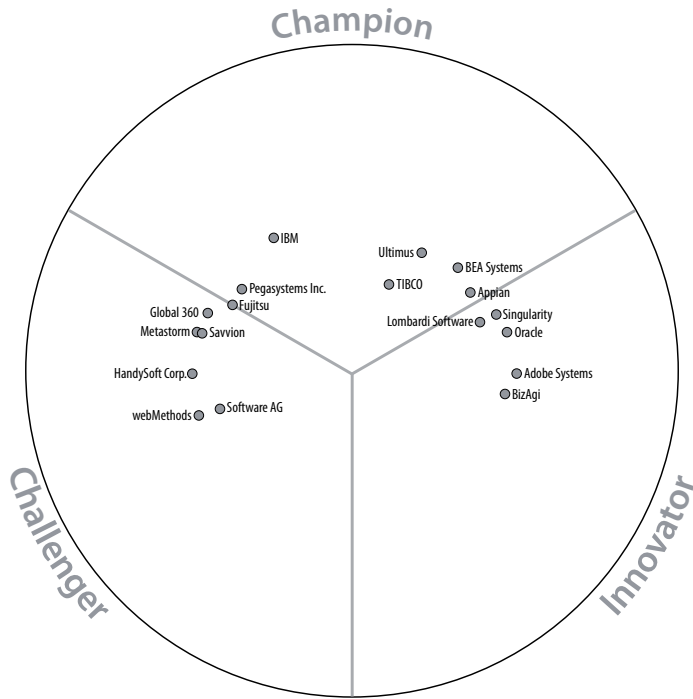 Champion
IBM
Ultimus
BEA Systems
TIBCO
Pegasystems Inc.
Appian
Fujitsu
Global 360
Singularity
Lombardi Software
Metastorm
Savvion
Oracle
HandySoft Corp.
Adobe Systems
BizAgi
Software AG
webMethods
Challenger
Innovator